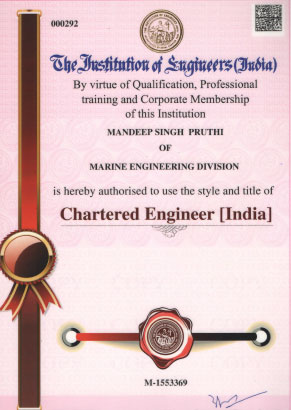 000292
The Institution of Engineers (India)
By virtue of Qualification, Professional
training and Corporate Membership
of this Institution
MANDEEP SINGH PRUTHI
OF
MARINE ENGINEERING DIVISION
is hereby authorised to use the style and title of
Chartered Engineer [India]
M-1553369